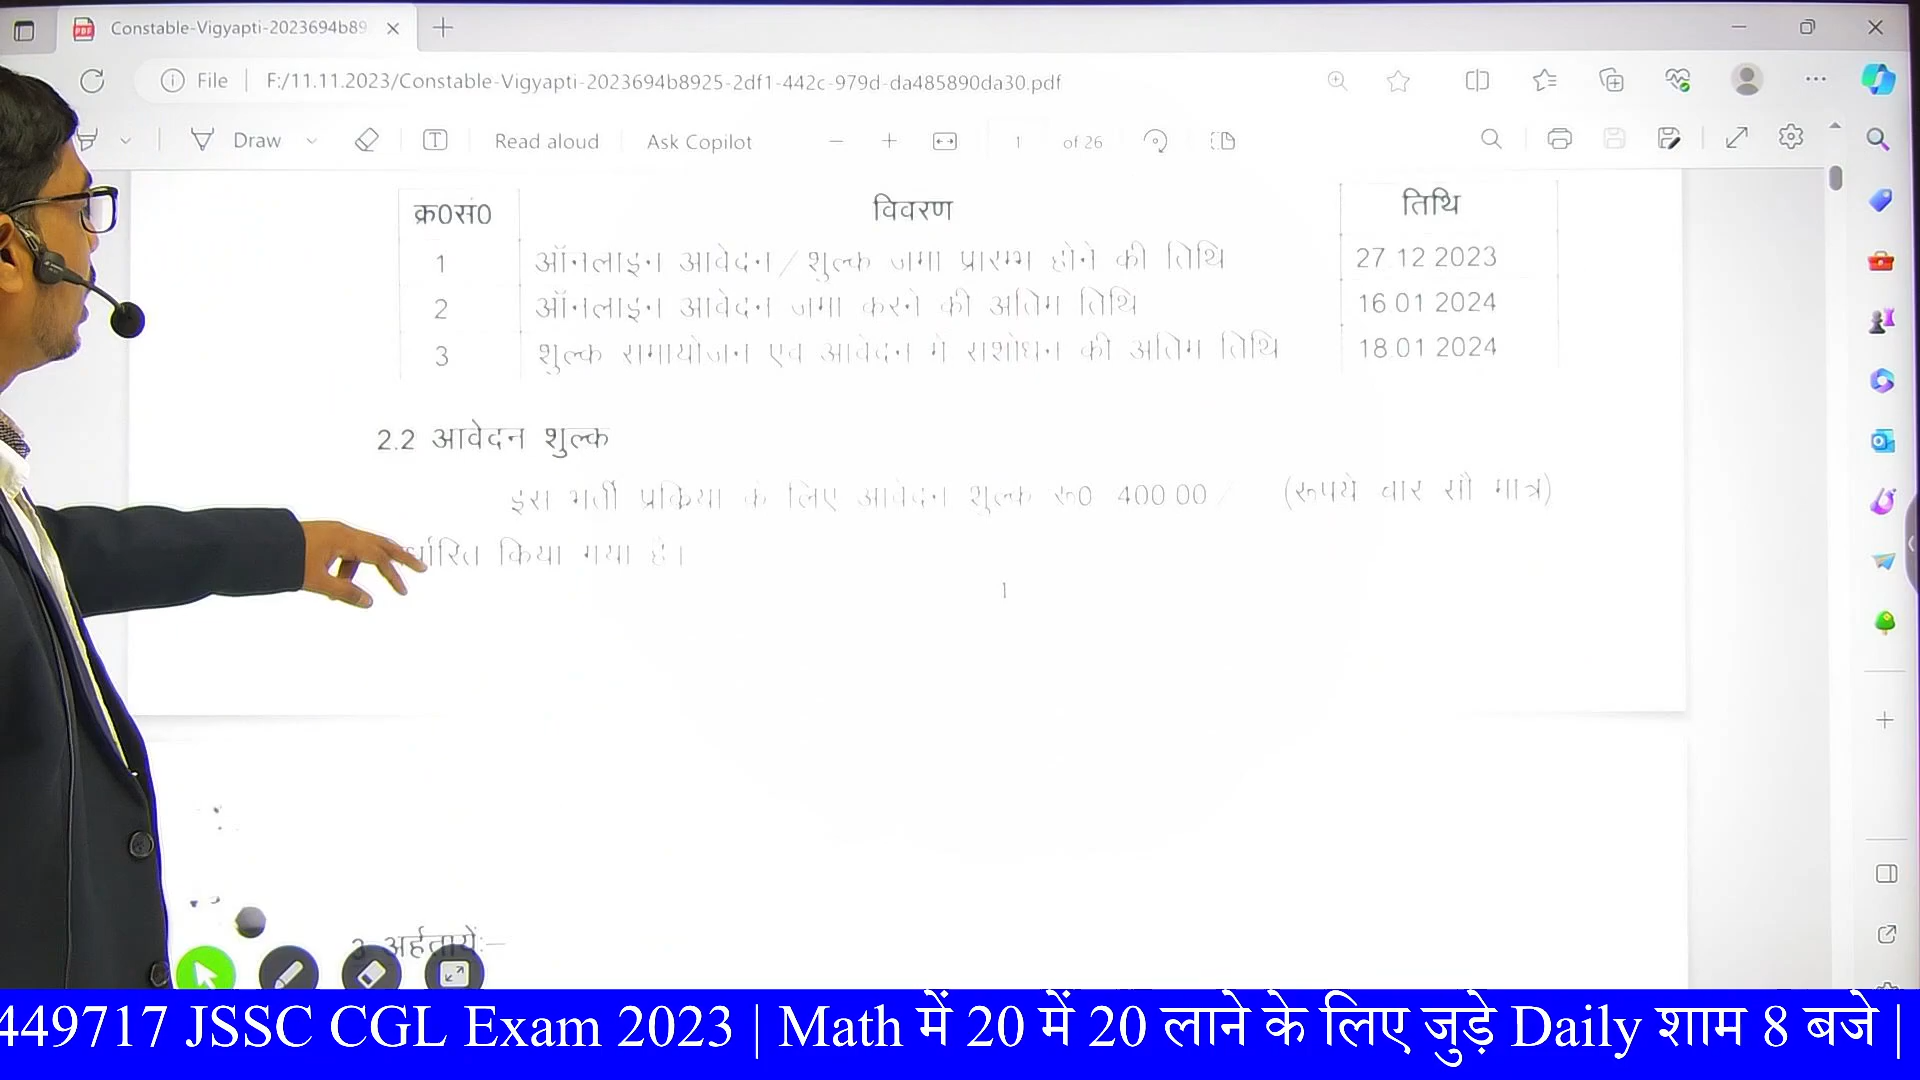 Constable-Vigyapti-2023694b89
File | F:/11.11.2023/Constable-Vigyapti-2023694b8925-2df1-442c-979d-da485890da30.pdf
Draw Read aloud Ask Copilot 1 of 26
क्र0सं0 विवरण तिथि
1 ऑनलाइन आवेदन / शुल्क जमा प्रारम्भ होने की तिथि 27 12 2023
2 ऑनलाइन आवेदन जमा करने की अंतिम तिथि 16 01 2024
3 शुल्क समायोजन एवं आवेदन में संशोधन की अंतिम तिथि 18 01 2024
2.2 आवेदन शुल्क
इस भर्ती प्रक्रिया के लिए आवेदन शुल्क रू0 400 00 (रूपये चार सौ मात्र)
र्धारित किया गया है।
1
3 अर्हतायें:–
449717 JSSC CGL Exam 2023 | Math में 20 में 20 लाने के लिए जुड़े Daily शाम 8 बजे |